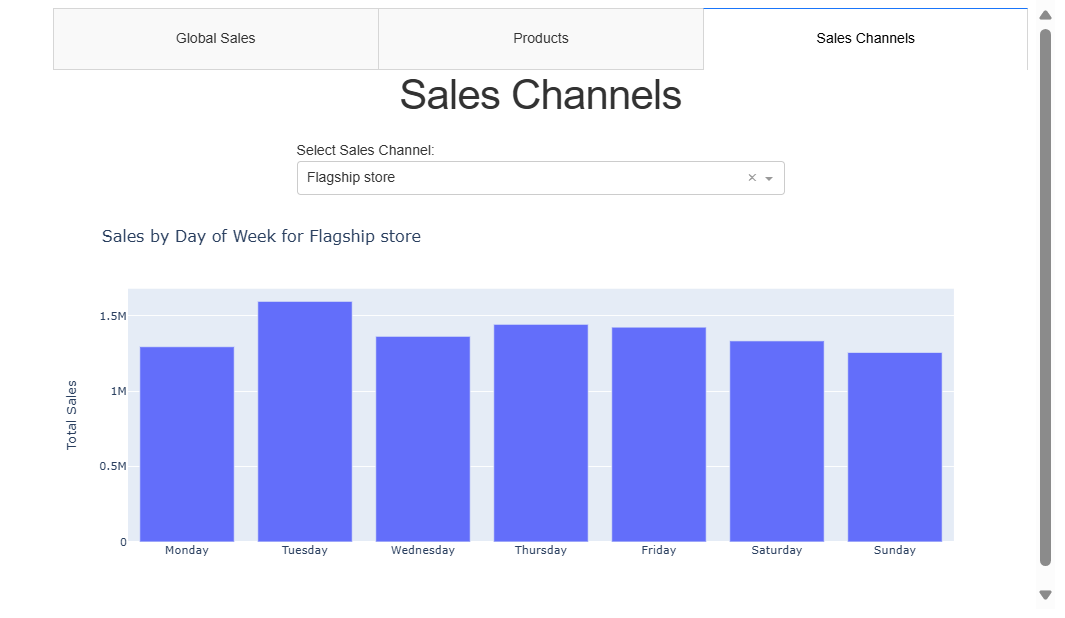 Global Sales
Products
Sales Channels
Sales Channels
Select Sales Channel:
Flagship store
Sales by Day of Week for Flagship store
1.5M
1M
0.5M
0
Total Sales
Monday Tuesday Wednesday Thursday Friday Saturday Sunday